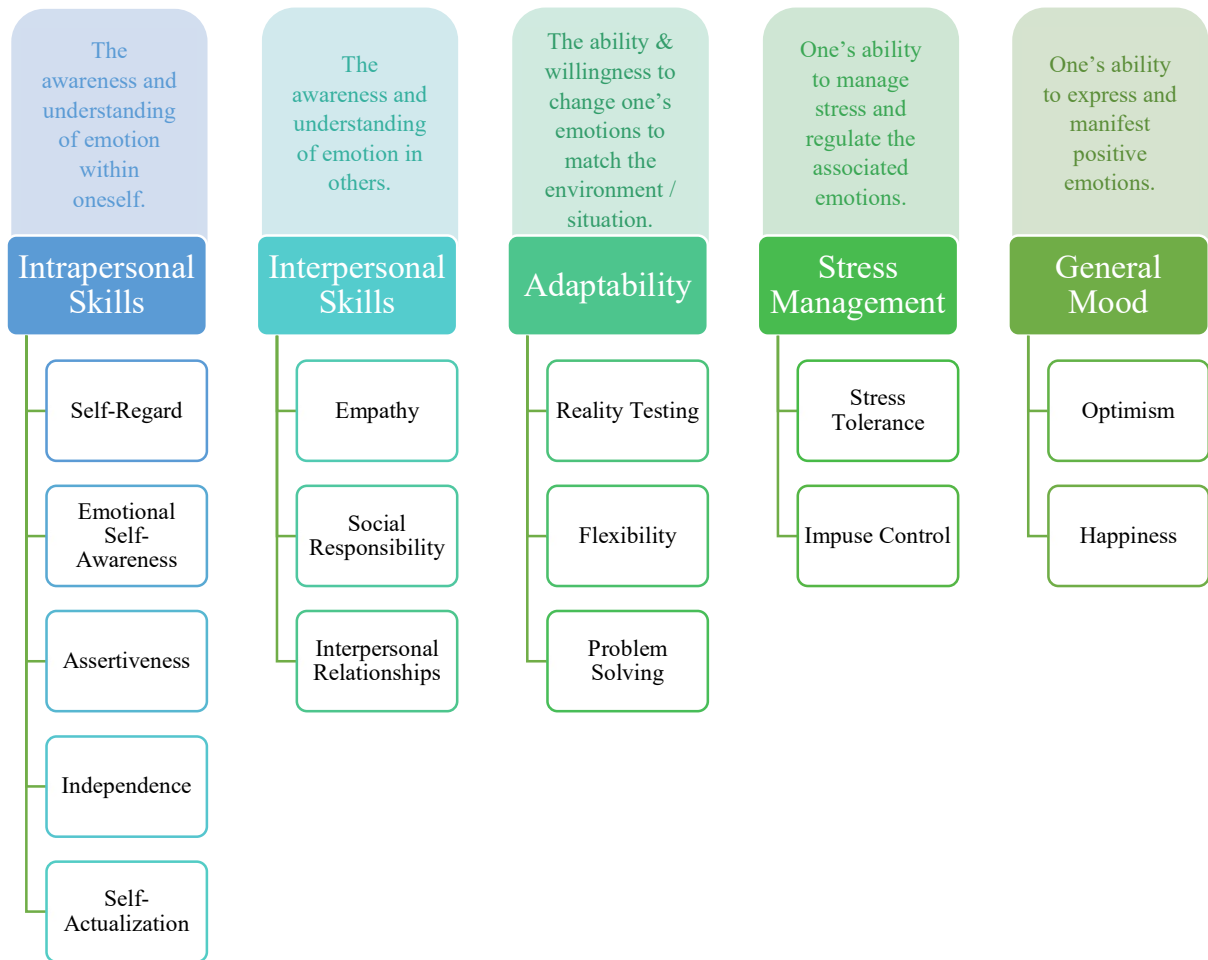 The
awareness and
understanding
of emotion
within
oneself.
Intrapersonal
Skills
Self-Regard
Emotional
Self-
Awareness
Assertiveness
Independence
Self-
Actualization
The
awareness and
understanding
of emotion in
others.
Interpersonal
Skills
Empathy
Social
Responsibility
Interpersonal
Relationships
The ability &
willingness to
change one’s
emotions to
match the
environment /
situation.
Adaptability
Reality Testing
Flexibility
Problem
Solving
One’s ability
to manage
stress and
regulate the
associated
emotions.
Stress
Management
Stress
Tolerance
Impuse Control
One’s ability
to express and
manifest
positive
emotions.
General
Mood
Optimism
Happiness